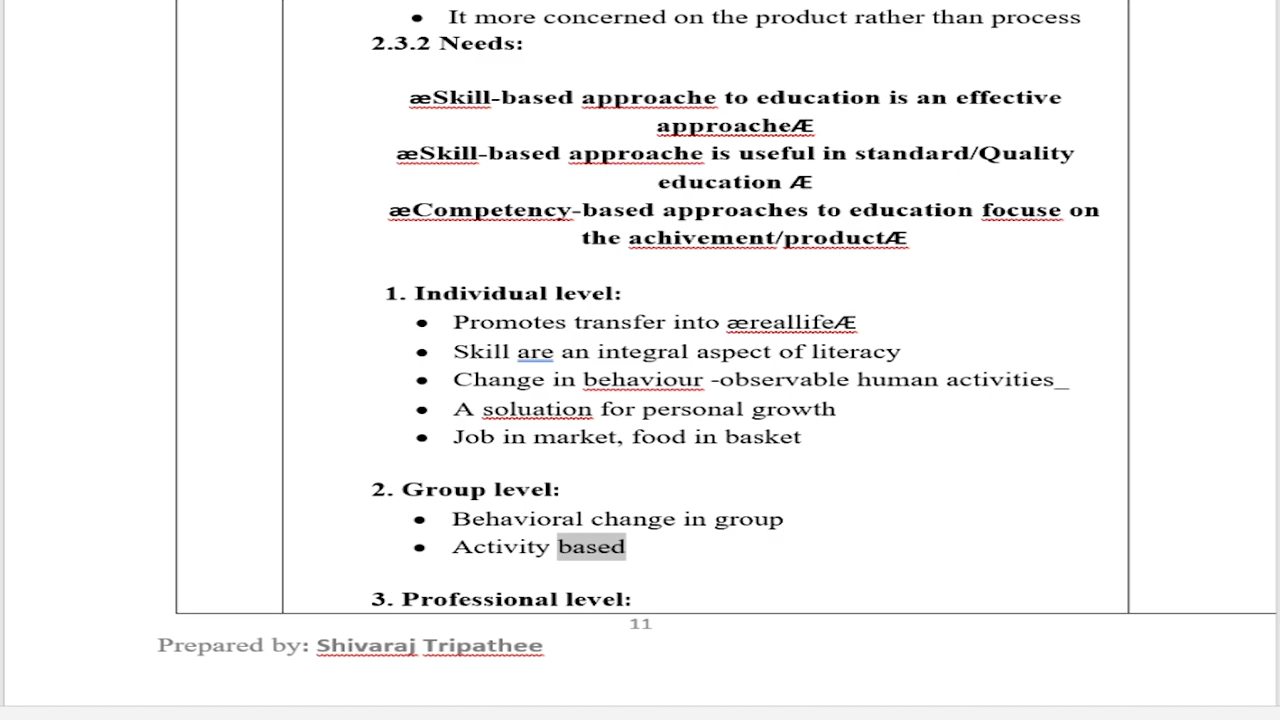 • It more concerned on the product rather than process
2.3.2 Needs:
æSkill-based approache to education is an effective
approacheÆ
æSkill-based approache is useful in standard/Quality
education Æ
æCompetency-based approaches to education focuse on
the achivement/productÆ
1. Individual level:
• Promotes transfer into æreallifeÆ
• Skill are an integral aspect of literacy
• Change in behaviour -observable human activities_
• A soluation for personal growth
• Job in market, food in basket
2. Group level:
• Behavioral change in group
• Activity based
3. Professional level:
11
Prepared by: Shivaraj Tripathee